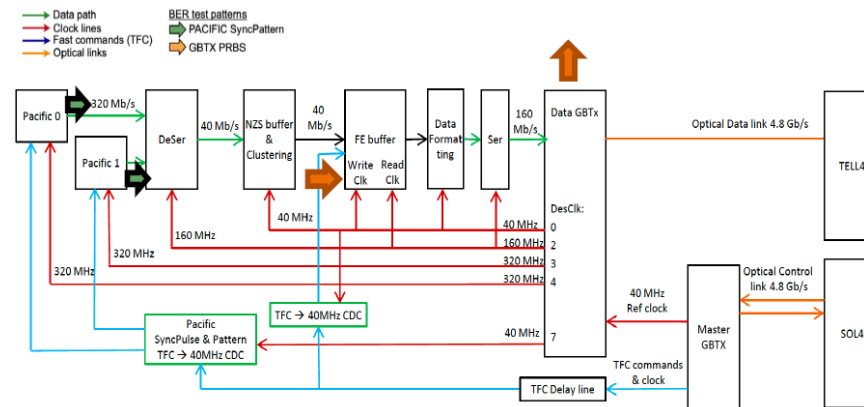 Data path
Clock lines
Fast commands (TFC)
Optical links
BER test patterns
PACIFIC SyncPattern
GBTX PRBS
Pacific 0
320 Mb/s
Pacific 1
DeSer
40 Mb/s
NZS buffer
&
Clustering
40
Mb/s
FE buffer
Write
Clk
Read
Clk
Data
Format
ting
Ser
160
Mb/s
Data GBTx
Optical Data link 4.8 Gb/s
TELL4
DesClk:
40 MHz
40 MHz
0
160 MHz
160 MHz
2
320 MHz
320 MHz
3
320 MHz
320 MHz
4
TFC → 40MHz CDC
Pacific
SyncPulse & Pattern
TFC → 40MHz CDC
40 MHz
7
40 MHz
Ref clock
Master
GBTX
Optical Control
link 4.8 Gb/s
SOL4
TFC commands
& clock
TFC Delay line